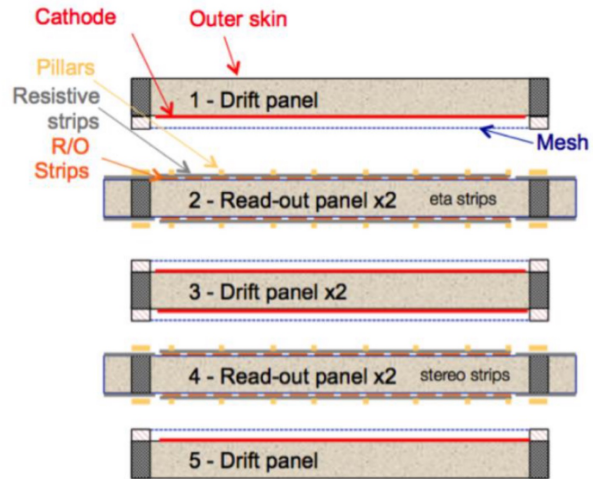 Cathode
Outer skin
Pillars
Resistive
strips
R/O
Strips
1 - Drift panel
Mesh
2 - Read-out panel x2
eta strips
3 - Drift panel x2
4 - Read-out panel x2
stereo strips
5 - Drift panel